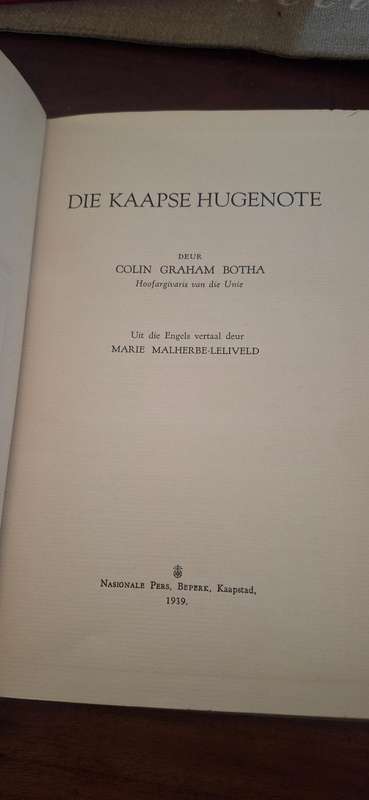 DIE KAAPSE HUGENOTE
DEUR
COLIN GRAHAM BOTHA
Hoofargivaris van die Unie
Uit die Engels vertaal deur
MARIE MALHERBE-LELIVELD
NASIONALE PERS, BEPERK, Kaapstad,
1939.